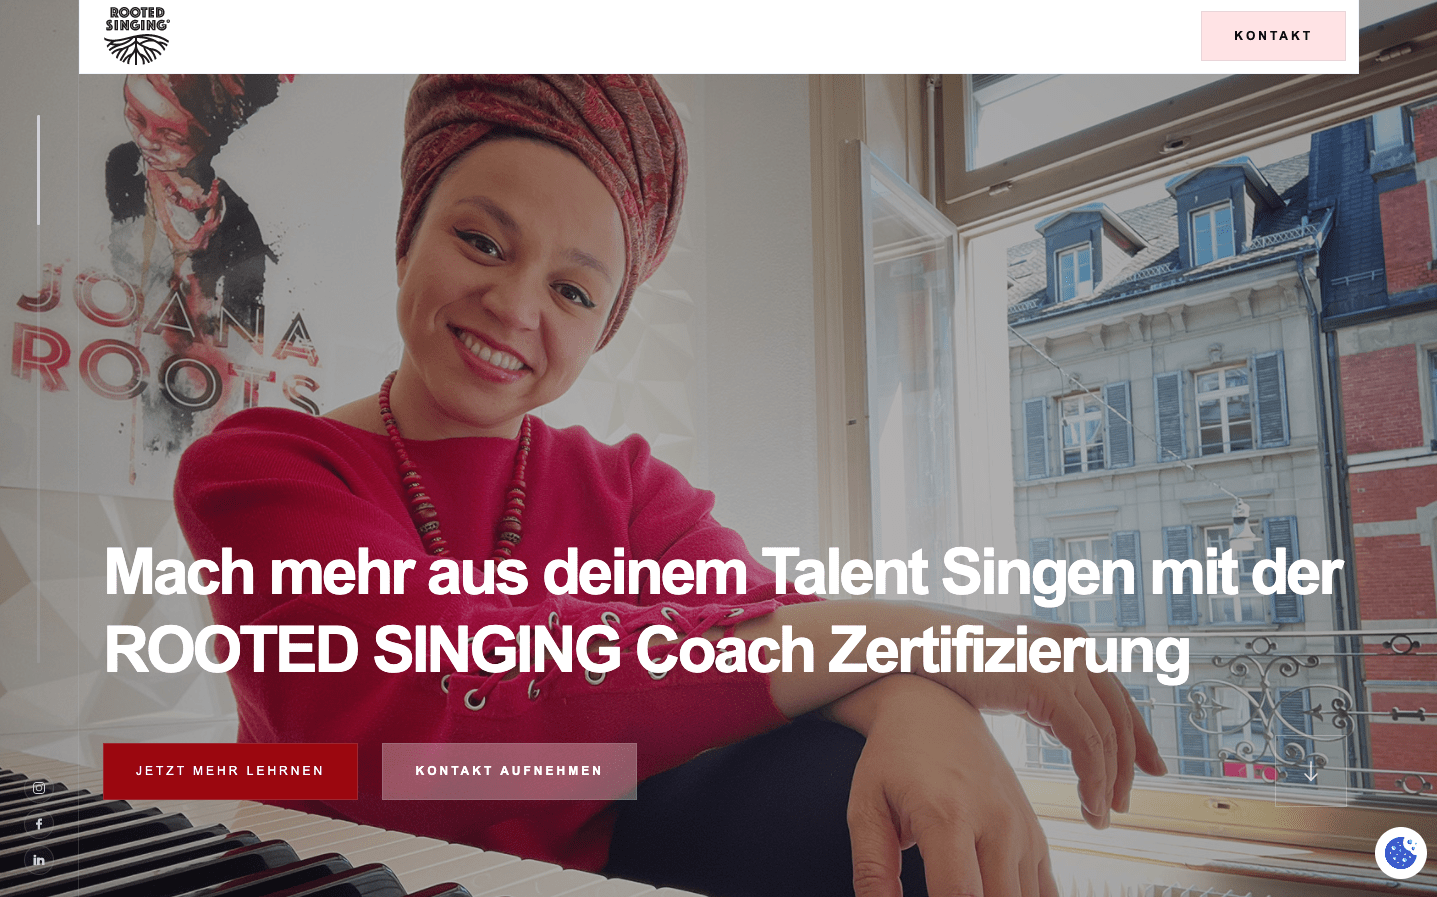 ROOTED
SINGING®
KONTAKT
JOANA
ROOTS
Mach mehr aus deinem Talent Singen mit der
ROOTED SINGING Coach Zertifizierung
JETZT MEHR LEHRNEN
KONTAKT AUFNEHMEN